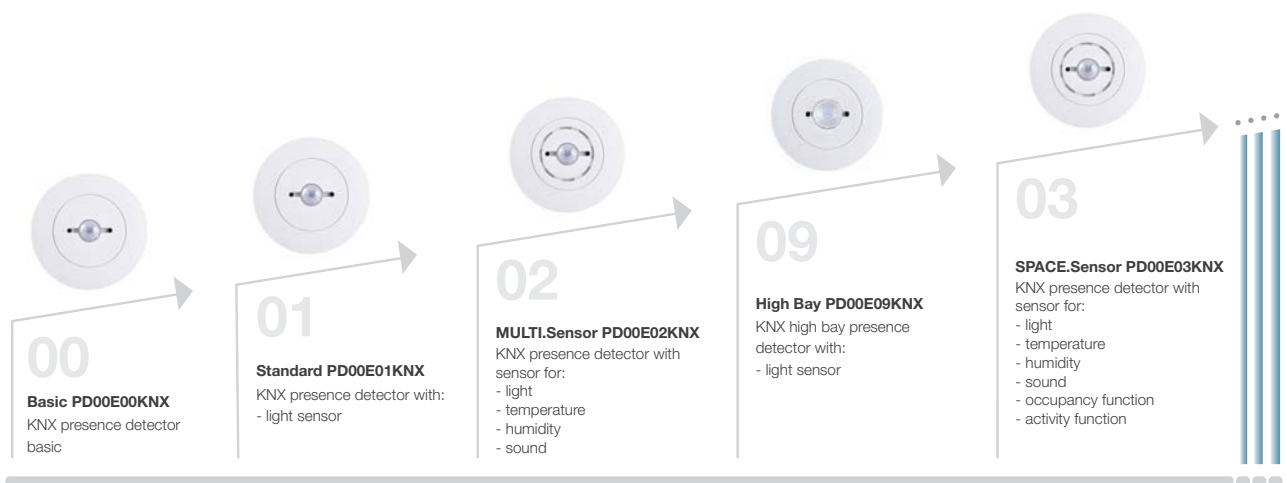 00
Basic PD00E00KNX
KNX presence detector
basic
01
Standard PD00E01KNX
KNX presence detector with:
- light sensor
02
MULTI.Sensor PD00E02KNX
KNX presence detector with
sensor for:
- light
- temperature
- humidity
- sound
09
High Bay PD00E09KNX
KNX high bay presence
detector with:
- light sensor
03
SPACE.Sensor PD00E03KNX
KNX presence detector with
sensor for:
- light
- temperature
- humidity
- sound
- occupancy function
- activity function